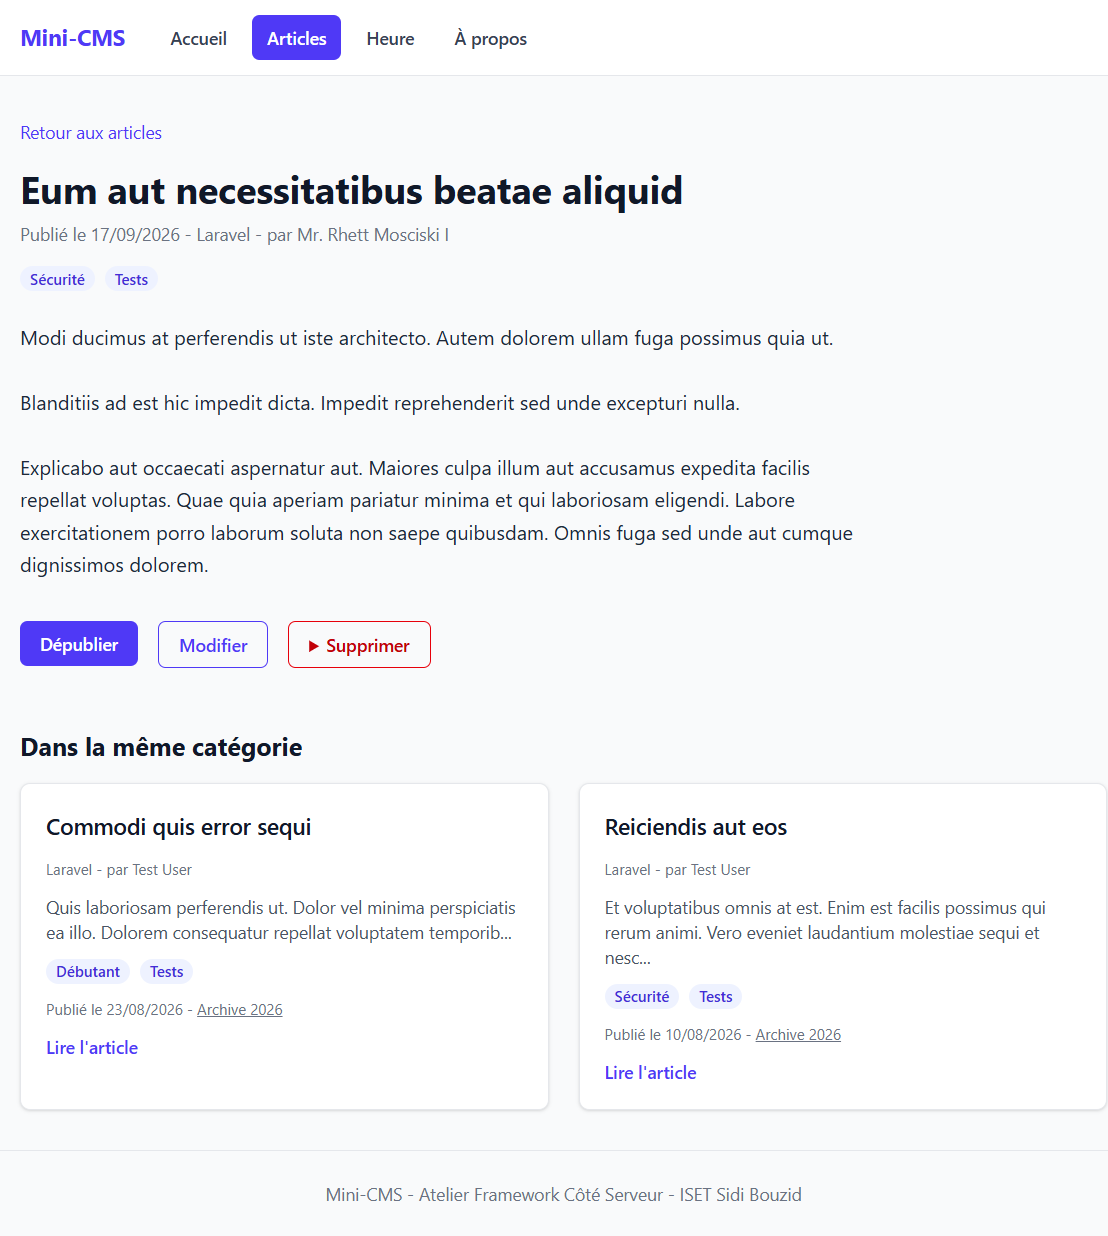 Mini-CMS Accueil Articles Heure À propos
Retour aux articles
Eum aut necessitatibus beatae aliquid
Publié le 17/09/2026 - Laravel - par Mr. Rhett Mosciski I
Sécurité Tests
Modi ducimus at perferendis ut iste architecto. Autem dolorem ullam fuga possimus quia ut.
Blanditiis ad est hic impedit dicta. Impedit reprehenderit sed unde excepturi nulla.
Explicabo aut occaecati aspernatur aut. Maiores culpa illum aut accusamus expedita facilis
repellat voluptas. Quae quia aperiam pariatur minima et qui laboriosam eligendi. Labore
exercitationem porro laborum soluta non saepe quibusdam. Omnis fuga sed unde aut cumque
dignissimos dolorem.
Dépublier Modifier ▶ Supprimer
Dans la même catégorie
Commodi quis error sequi
Laravel - par Test User
Quis laboriosam perferendis ut. Dolor vel minima perspiciatis
ea illo. Dolorem consequatur repellat voluptatem temporib...
Débutant Tests
Publié le 23/08/2026 - Archive 2026
Lire l'article
Reiciendis aut eos
Laravel - par Test User
Et voluptatibus omnis at est. Enim est facilis possimus qui
rerum animi. Vero eveniet laudantium molestiae sequi et
nesc...
Sécurité Tests
Publié le 10/08/2026 - Archive 2026
Lire l'article
Mini-CMS - Atelier Framework Côté Serveur - ISET Sidi Bouzid